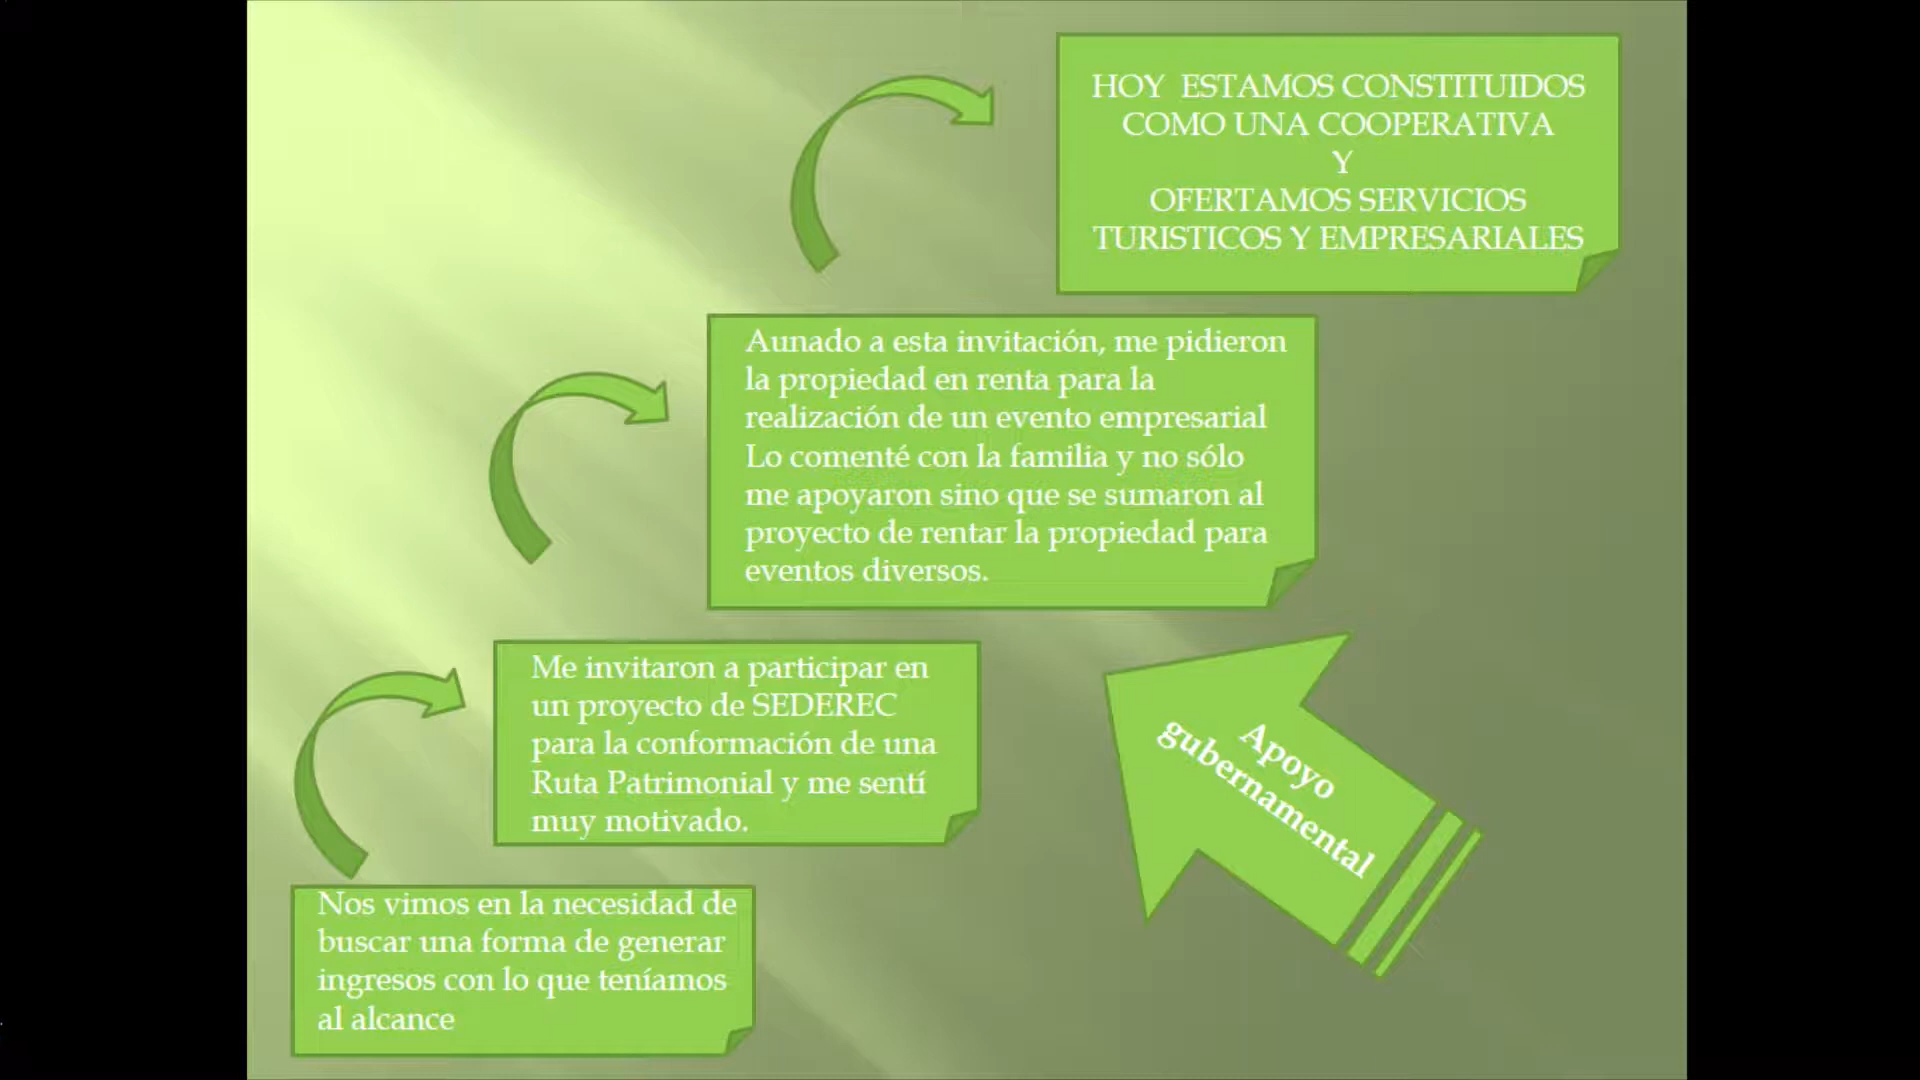 HOY ESTAMOS CONSTITUIDOS
COMO UNA COOPERATIVA
Y
OFERTAMOS SERVICIOS
TURISTICOS Y EMPRESARIALES
Aunado a esta invitación, me pidieron
la propiedad en renta para la
realización de un evento empresarial
Lo comenté con la familia y no sólo
me apoyaron sino que se sumaron al
proyecto de rentar la propiedad para
eventos diversos.
Me invitaron a participar en
un proyecto de SEDEREC
para la conformación de una
Ruta Patrimonial y me sentí
muy motivado.
Apoyo
gubernamental
Nos vimos en la necesidad de
buscar una forma de generar
ingresos con lo que teníamos
al alcance